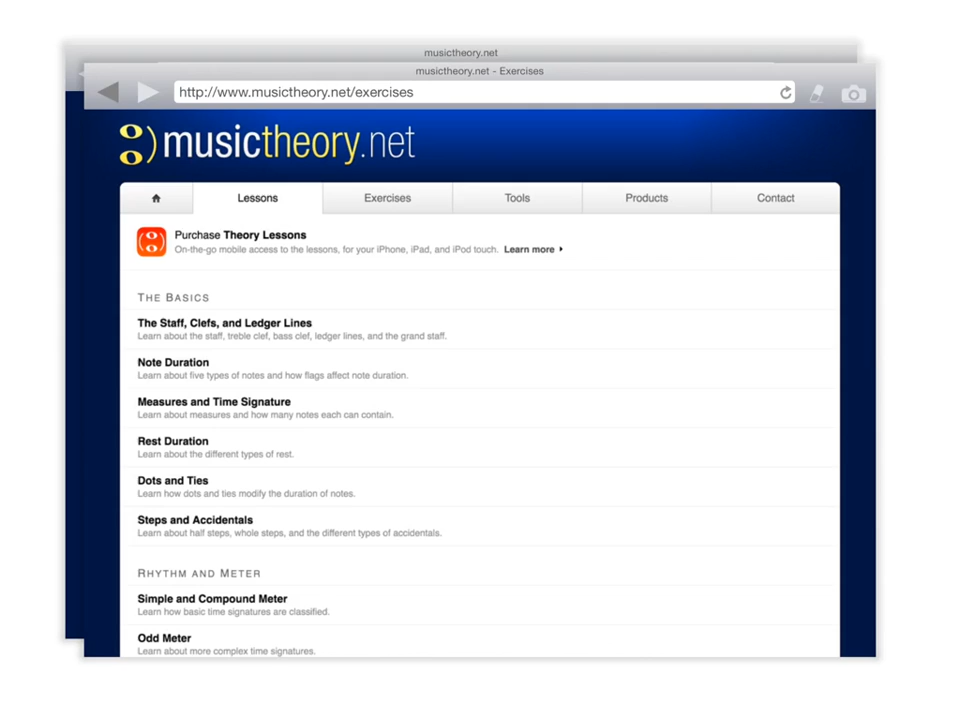 musictheory.net
musictheory.net - Exercises
http://www.musictheory.net/exercises
musictheory.net
Lessons Exercises Tools Products Contact
Purchase Theory Lessons
On-the-go mobile access to the lessons, for your iPhone, iPad, and iPod touch. Learn more
THE BASICS
The Staff, Clefs, and Ledger Lines
Learn about the staff, treble clef, bass clef, ledger lines, and the grand staff.
Note Duration
Learn about five types of notes and how flags affect note duration.
Measures and Time Signature
Learn about measures and how many notes each can contain.
Rest Duration
Learn about the different types of rest.
Dots and Ties
Learn how dots and ties modify the duration of notes.
Steps and Accidentals
Learn about half steps, whole steps, and the different types of accidentals.
RHYTHM AND METER
Simple and Compound Meter
Learn how basic time signatures are classified.
Odd Meter
Learn about more complex time signatures.